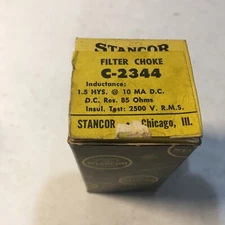 STANCOR
FILTER CHOKE
C-2344
Inductance:
1.5 HYS. @ 10 MA D.C.
D.C. Res. 85 Ohms
Insul. Test: 2500 V. R.M.S.
STANCOR Chicago, Ill.
STANCOR